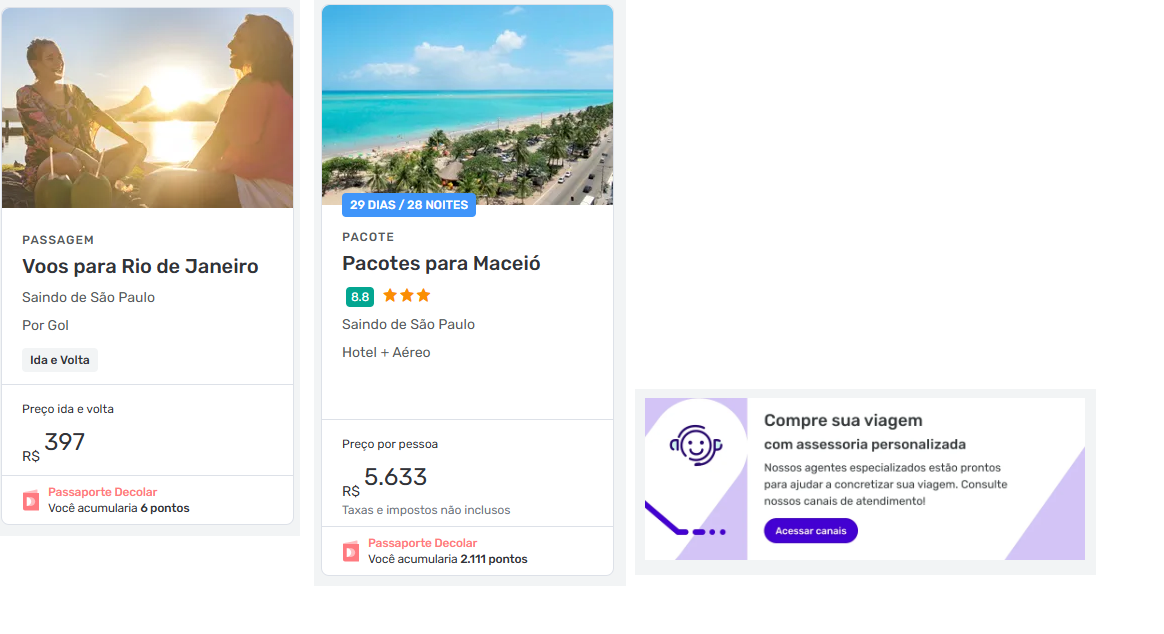 PASSAGEM
Voos para Rio de Janeiro
Saindo de São Paulo
Por Gol
Ida e Volta
Preço ida e volta
R$ 397
Passaporte Decolar
Você acumularia 6 pontos
29 DIAS / 28 NOITES
PACOTE
Pacotes para Maceió
8.8
Saindo de São Paulo
Hotel + Aéreo
Preço por pessoa
R$ 5.633
Taxas e impostos não inclusos
Passaporte Decolar
Você acumularia 2.111 pontos
Compre sua viagem
com assessoria personalizada
Nossos agentes especializados estão prontos
para ajudar a concretizar sua viagem. Consulte
nossos canais de atendimento!
Acessar canais